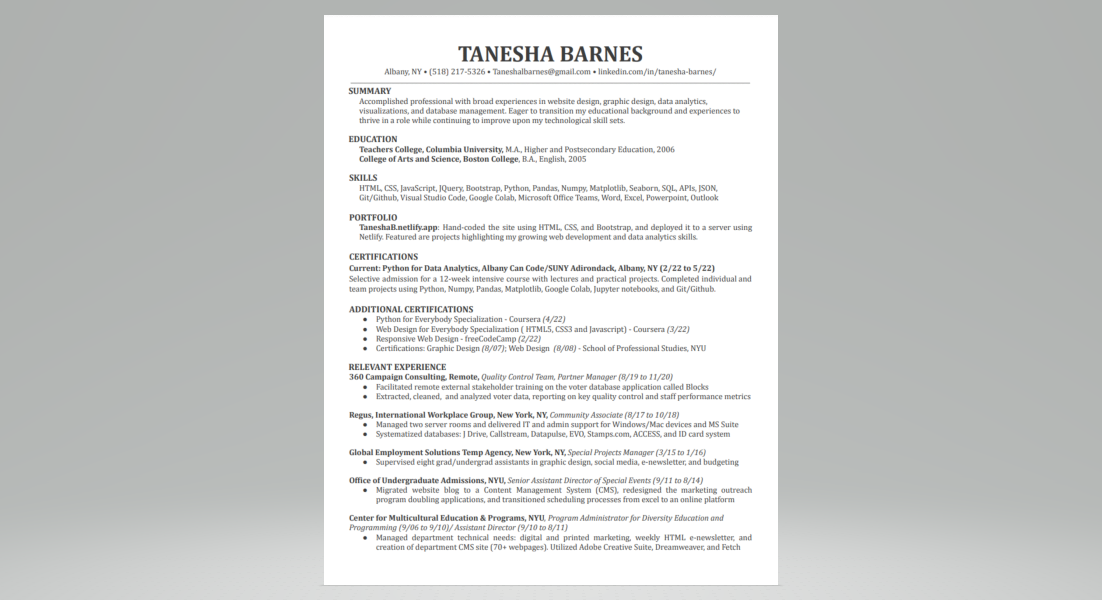 TANESHA BARNES
Albany, NY • (518) 217-5326 • Taneshalbarnes@gmail.com • linkedin.com/in/tanesha-barnes/
SUMMARY
Accomplished professional with broad experiences in website design, graphic design, data analytics,
visualizations, and database management. Eager to transition my educational background and experiences to
thrive in a role while continuing to improve upon my technological skill sets.
EDUCATION
Teachers College, Columbia University, M.A., Higher and Postsecondary Education, 2006
College of Arts and Science, Boston College, B.A., English, 2005
SKILLS
HTML, CSS, JavaScript, JQuery, Bootstrap, Python, Pandas, Numpy, Matplotlib, Seaborn, SQL, APIs, JSON,
Git/Github, Visual Studio Code, Google Colab, Microsoft Office Teams, Word, Excel, Powerpoint, Outlook
PORTFOLIO
TaneshaB.netlify.app: Hand-coded the site using HTML, CSS, and Bootstrap, and deployed it to a server using
Netlify. Featured are projects highlighting my growing web development and data analytics skills.
CERTIFICATIONS
Current: Python for Data Analytics, Albany Can Code/SUNY Adirondack, Albany, NY (2/22 to 5/22)
Selective admission for a 12-week intensive course with lectures and practical projects. Completed individual and
team projects using Python, Numpy, Pandas, Matplotlib, Google Colab, Jupyter notebooks, and Git/Github.
ADDITIONAL CERTIFICATIONS
● Python for Everybody Specialization - Coursera (4/22)
● Web Design for Everybody Specialization ( HTML5, CSS3 and Javascript) - Coursera (3/22)
● Responsive Web Design - freeCodeCamp (2/22)
● Certifications: Graphic Design (8/07); Web Design (8/08) - School of Professional Studies, NYU
RELEVANT EXPERIENCE
360 Campaign Consulting, Remote, Quality Control Team, Partner Manager (8/19 to 11/20)
● Facilitated remote external stakeholder training on the voter database application called Blocks
● Extracted, cleaned, and analyzed voter data, reporting on key quality control and staff performance metrics
Regus, International Workplace Group, New York, NY, Community Associate (8/17 to 10/18)
● Managed two server rooms and delivered IT and admin support for Windows/Mac devices and MS Suite
● Systematized databases: J Drive, Callstream, Datapulse, EVO, Stamps.com, ACCESS, and ID card system
Global Employment Solutions Temp Agency, New York, NY, Special Projects Manager (3/15 to 1/16)
● Supervised eight grad/undergrad assistants in graphic design, social media, e-newsletter, and budgeting
Office of Undergraduate Admissions, NYU, Senior Assistant Director of Special Events (9/11 to 8/14)
● Migrated website blog to a Content Management System (CMS), redesigned the marketing outreach
program doubling applications, and transitioned scheduling processes from excel to an online platform
Center for Multicultural Education & Programs, NYU, Program Administrator for Diversity Education and
Programming (9/06 to 9/10)/ Assistant Director (9/10 to 8/11)
● Managed department technical needs: digital and printed marketing, weekly HTML e-newsletter, and
creation of department CMS site (70+ webpages). Utilized Adobe Creative Suite, Dreamweaver, and Fetch